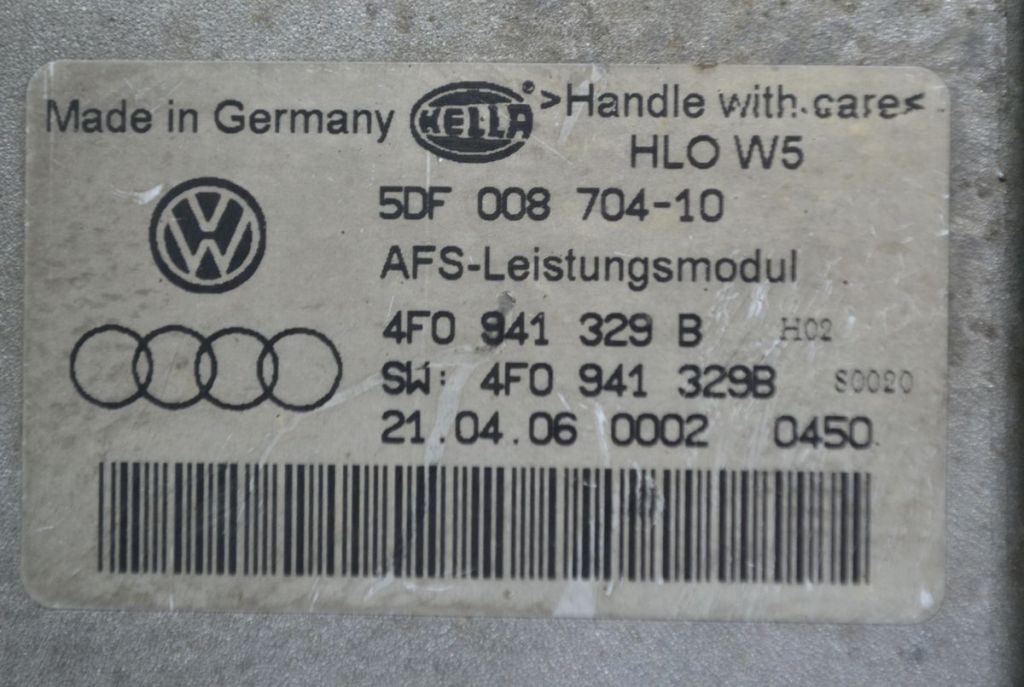 Made in Germany HELLA® >Handle with care<
HLO W5
5DF 008 704-10
AFS-Leistungsmodul
4F0 941 329 B H02
SW: 4F0 941 329B S0020
21.04.06 0002 0450